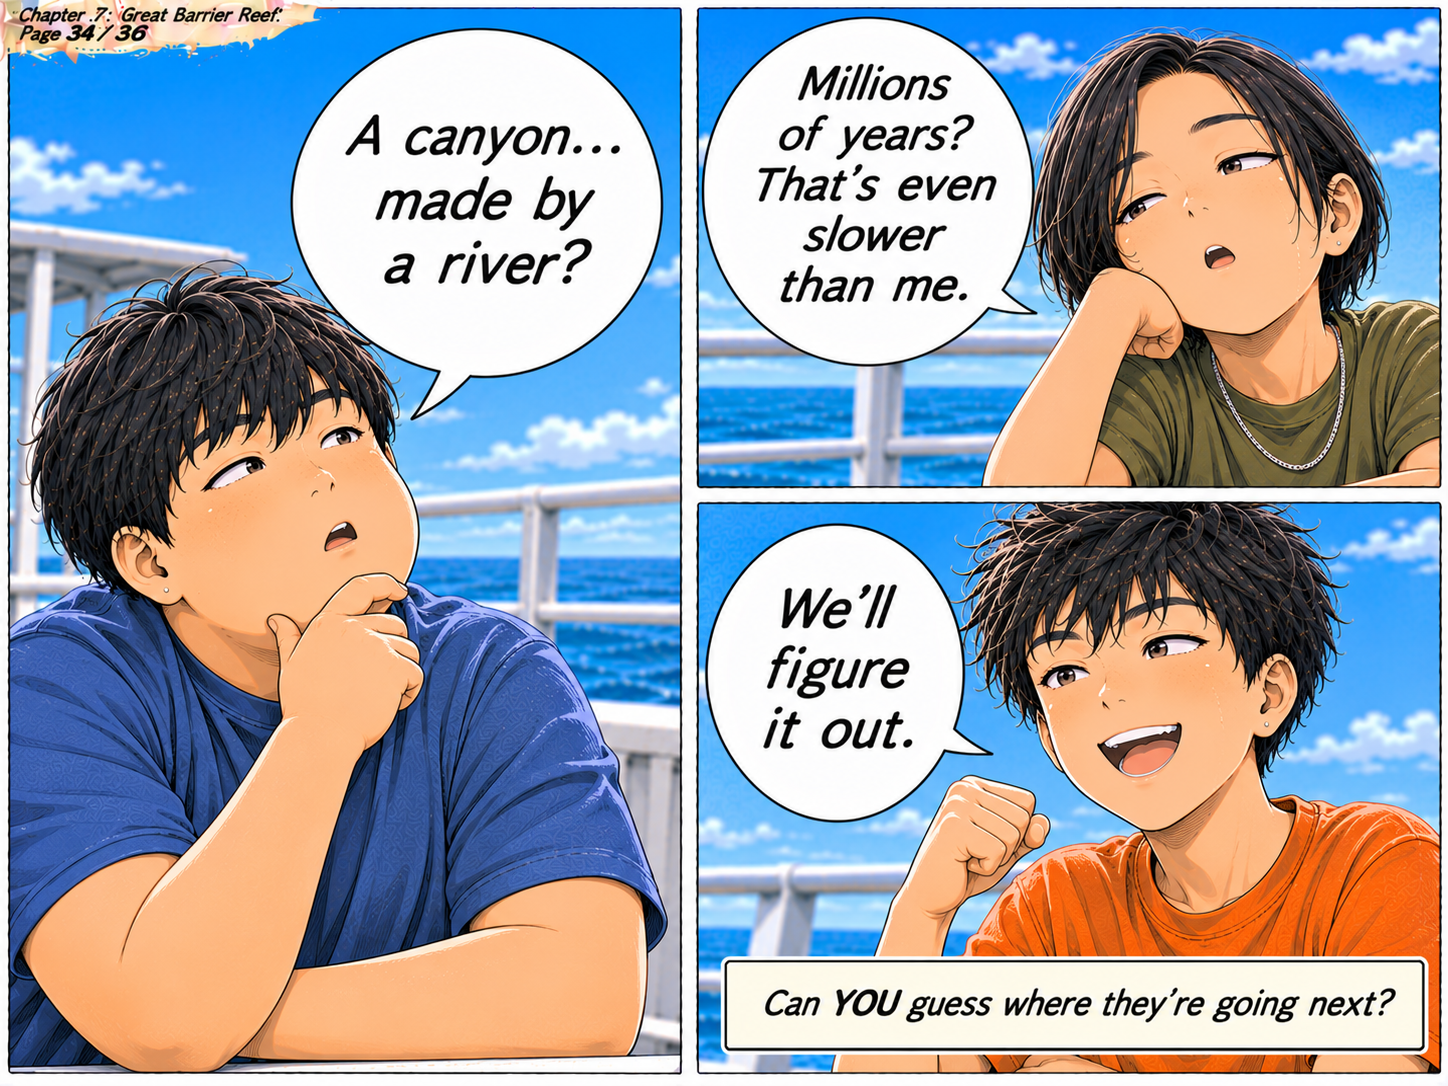 Chapter .7: Great Barrier Reef:
Page 34 / 36
A canyon...
made by
a river?
Millions
of years?
That's even
slower
than me.
We'll
figure
it out.
Can YOU guess where they're going next?